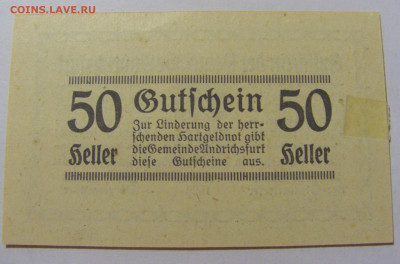 COINS.LAVE.RU
50 Gutschein 50
Zur Linderung der herr-
schenden Hartgeldnot gibt
Heller die Gemeinde Andrichsfurt Heller
diese Gutscheine aus.